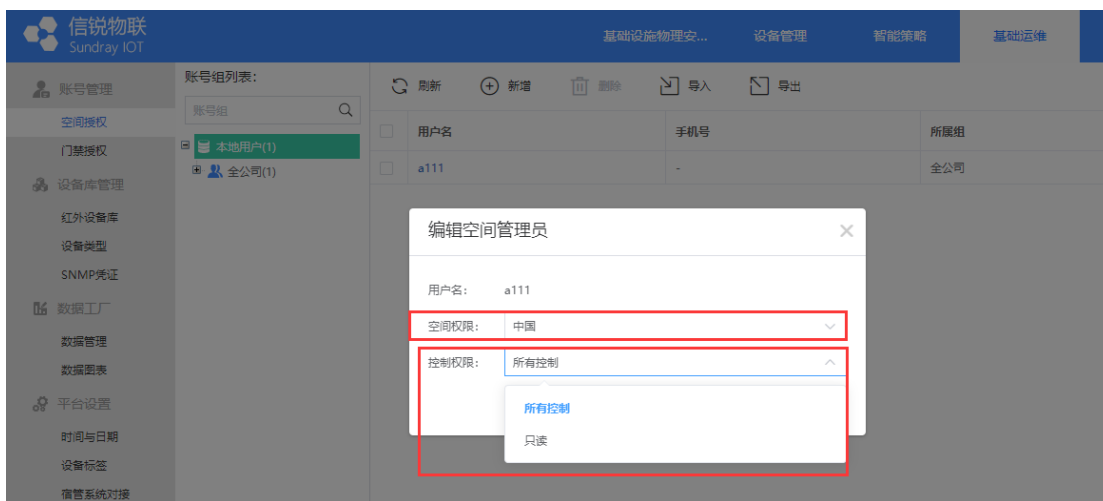 信锐物联
Sundray IOT
基础设施物理安...
设备管理
智能策略
基础运维
账号管理
空间授权
门禁授权
设备库管理
红外设备库
设备类型
SNMP凭证
数据工厂
数据管理
数据图表
平台设置
时间与日期
设备标签
宿管系统对接
账号组列表：
账号组
本地用户(1)
全公司(1)
刷新
新增
删除
导入
导出
用户名
手机号
所属组
a111
-
全公司
编辑空间管理员
用户名：
a111
空间权限：
中国
控制权限：
所有控制
所有控制
只读